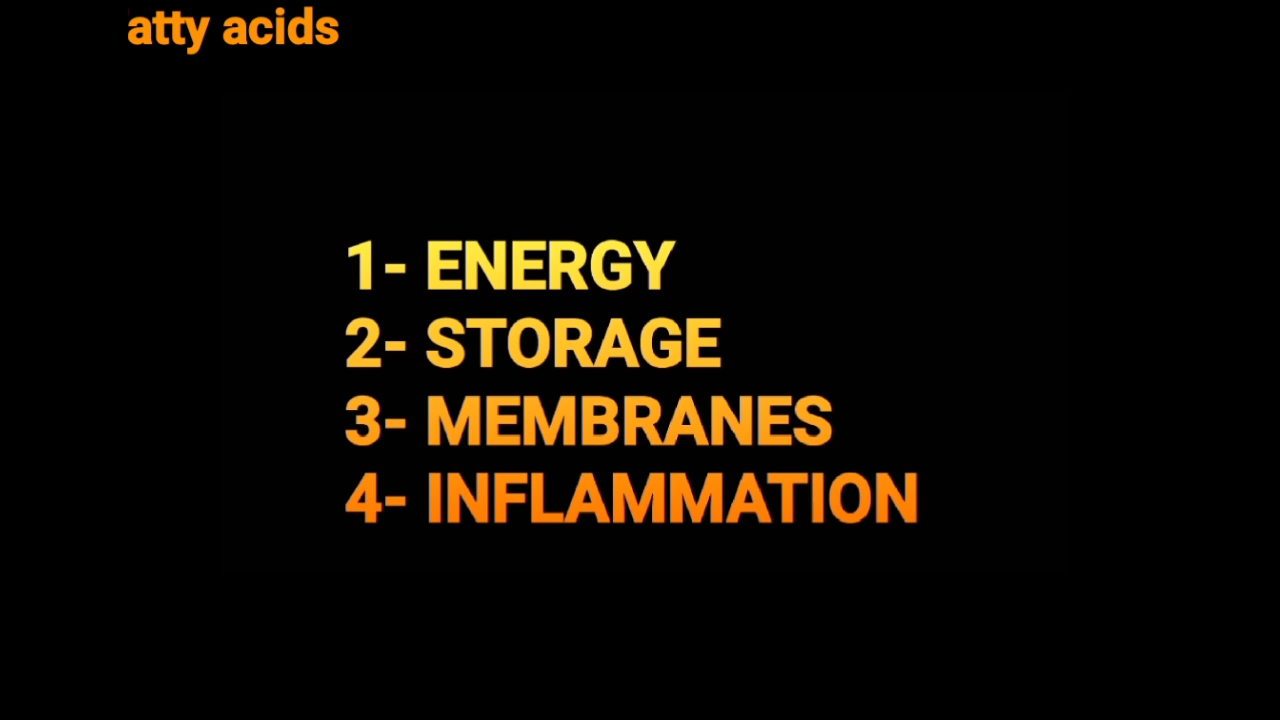 atty acids
1- ENERGY
2- STORAGE
3- MEMBRANES
4- INFLAMMATION